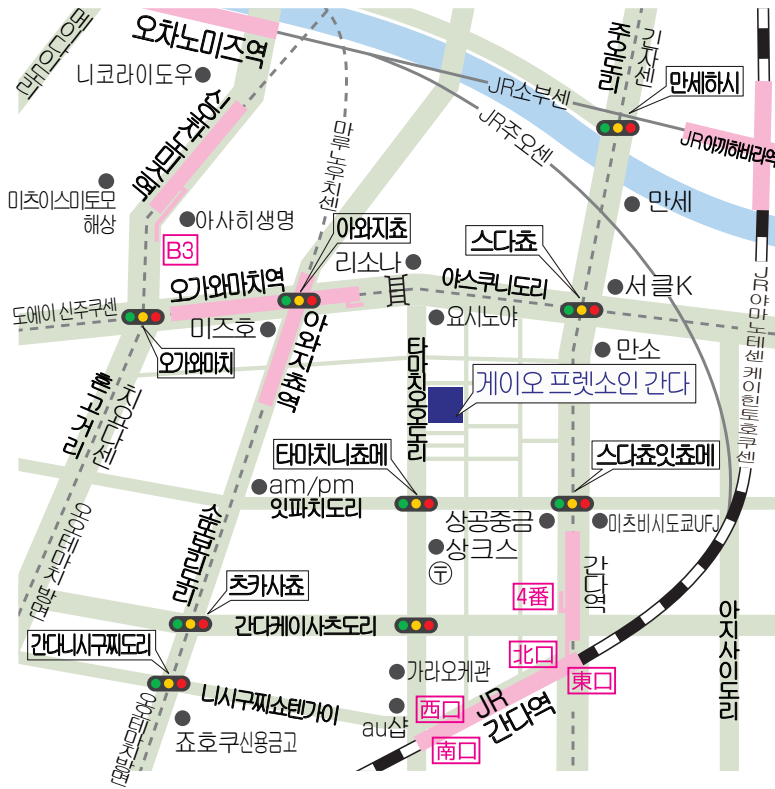 오차노미즈역
니코라이도우
신오챠노미즈역
마루노우치센
JR소부센
JR주오센
주오도리
긴자센
만세하시
JR아끼하바라역
미츠이스미토모
해상
아사히생명
B3
만세
아와지쵸
리소나
스다쵸
오가와마치역
야스쿠니도리
서클K
도에이 신주쿠센
미즈호
요시노야
오가와마치
아와지쵸역
만소
JR야마노테센케이힌토호쿠센
타마치오오도리
게이오 프렛소인 간다
혼고거리
치요다센
타마치니쵸메
스다쵸잇쵸메
am/pm
잇파치도리
상공중금
미츠비시도쿄UFJ
상크스
〒
오오테마치 방면
소토보리도리
간다역
4番
츠카사쵸
간다케이사츠도리
아지사이도리
간다니시구찌도리
北口
東口
가라오케관
니시구찌쇼텐가이
西口
JR
간다역
au샵
南口
죠호쿠신용금고
오오테마치방면